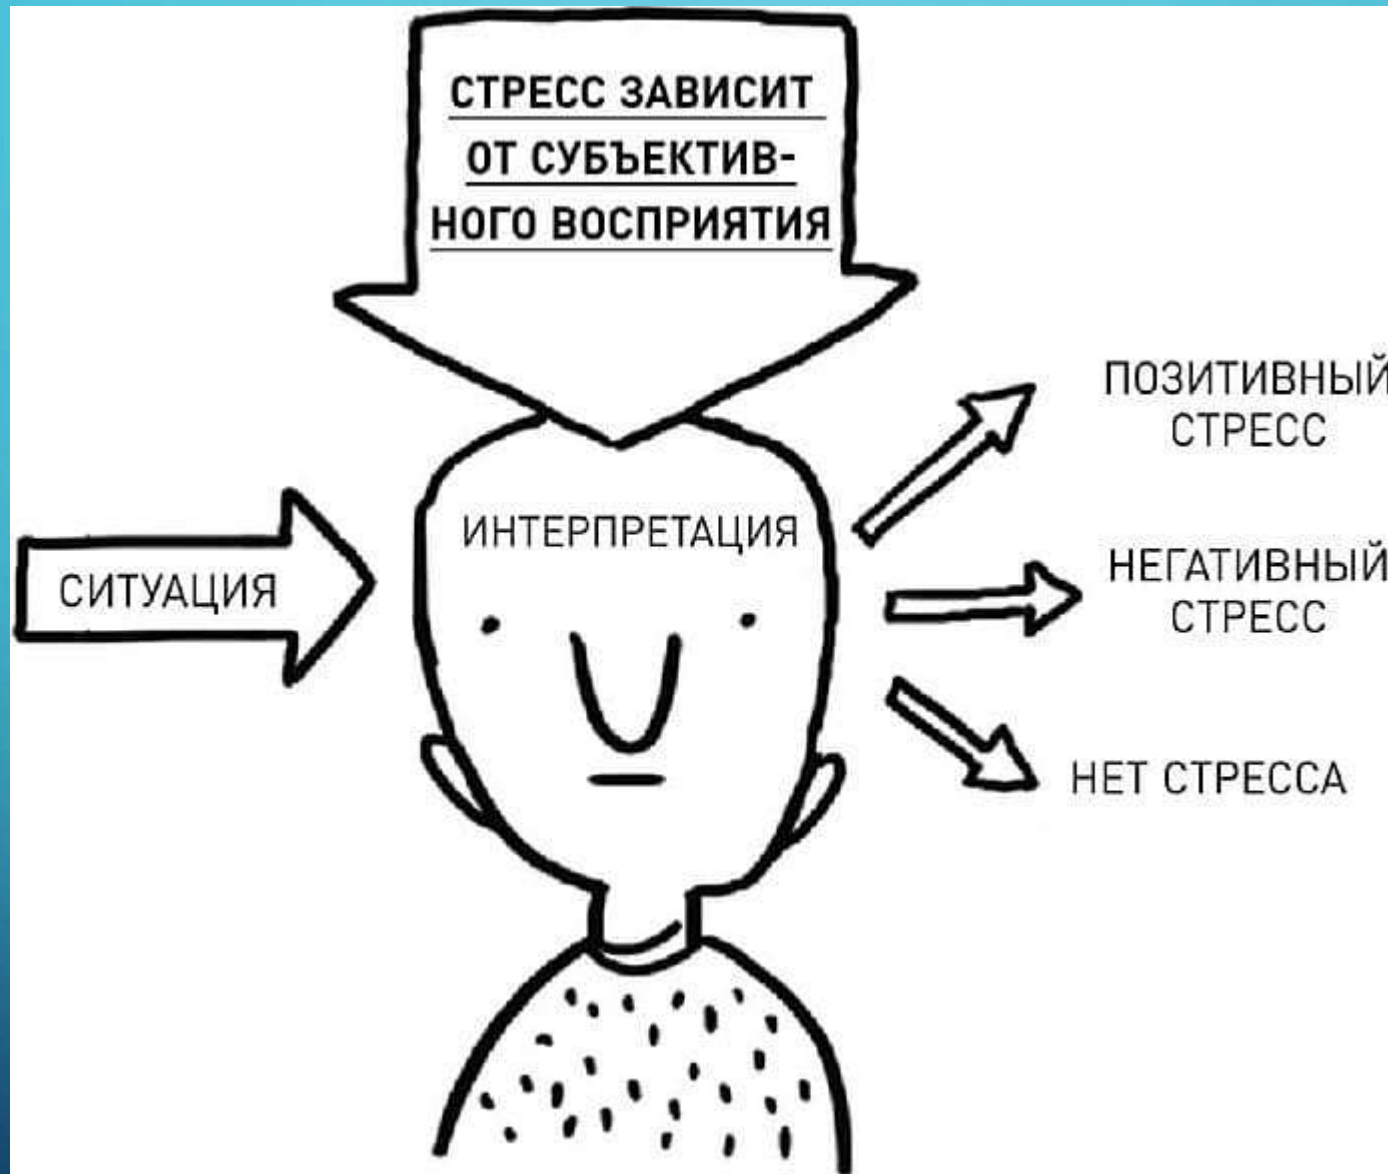 СТРЕСС ЗАВИСИТ
ОТ СУБЪЕКТИВ-
НОГО ВОСПРИЯТИЯ
СИТУАЦИЯ
ИНТЕРПРЕТАЦИЯ
ПОЗИТИВНЫЙ
СТРЕСС
НЕГАТИВНЫЙ
СТРЕСС
НЕТ СТРЕССА